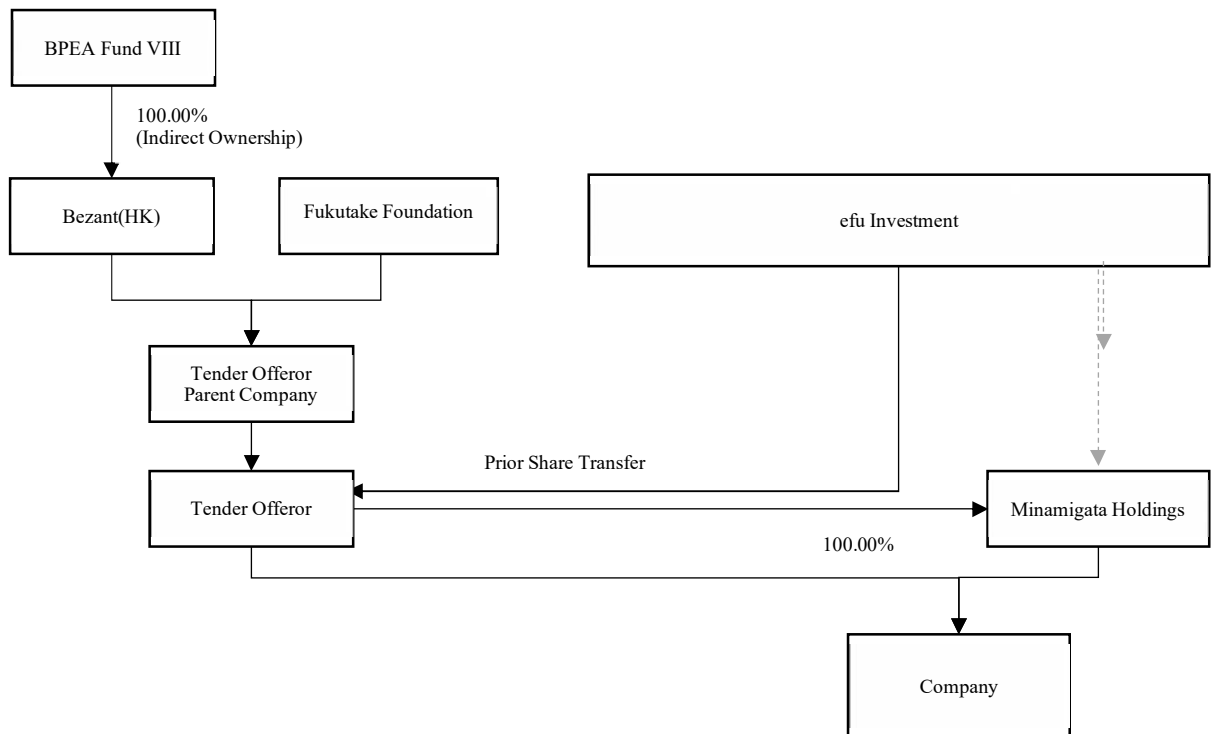 BPEA Fund VIII
100.00%
(Indirect Ownership)
Bezant(HK)
Fukutake Foundation
efu Investment
Tender Offeror
Parent Company
Prior Share Transfer
Tender Offeror
Minamigata Holdings
100.00%
Company